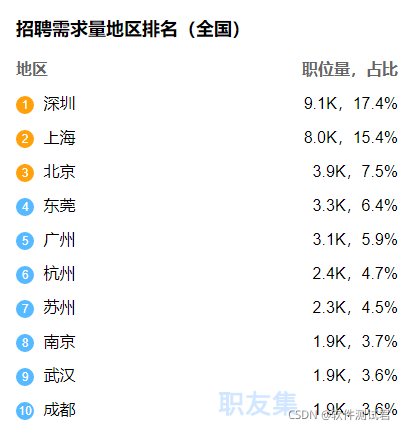 招聘需求量地区排名（全国）
地区 职位量，占比
1 深圳 9.1K，17.4%
2 上海 8.0K，15.4%
3 北京 3.9K，7.5%
4 东莞 3.3K，6.4%
5 广州 3.1K，5.9%
6 杭州 2.4K，4.7%
7 苏州 2.3K，4.5%
8 南京 1.9K，3.7%
9 武汉 1.9K，3.6%
10 成都 1.9K，3.6%
职友集
CSDN @软件测试君